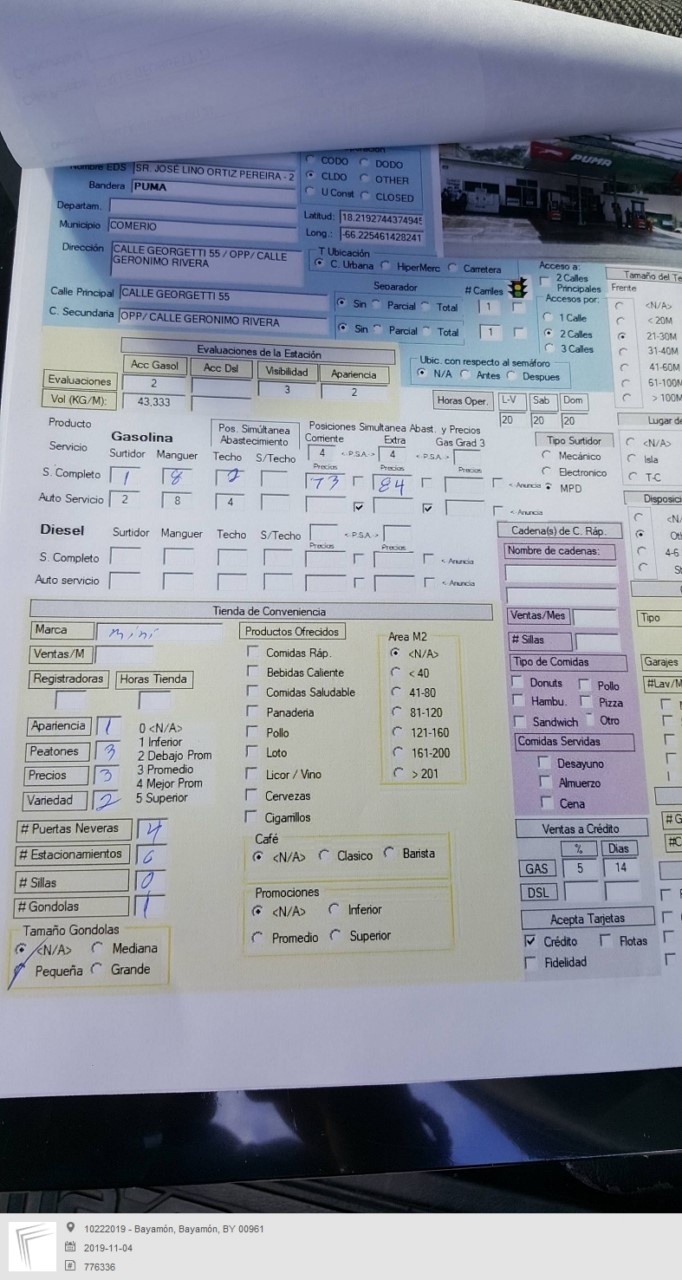 Nombre EDS SR. JOSÉ LINO ORTIZ PEREIRA - 2
Bandera PUMA
Departam.
Municipio COMERIO
Dirección CALLE GEORGETTI 55 / OPP/ CALLE GERONIMO RIVERA
Calle Principal CALLE GEORGETTI 55
C. Secundaria OPP/ CALLE GERONIMO RIVERA
CODO DODO
CLDO OTHER
U Const CLOSED
Latitud: 18.2192744374945
Long.: -66.225461428241
PUMA
T Ubicación
C. Urbana HiperMerc Carretera
Separador # Carriles
Sin Parcial Total 1
Sin Parcial Total 1
Acceso a:
2 Calles Principales
Accesos por:
1 Calle
2 Calles
3 Calles
Ubic. con respecto al semáforo
N/A Antes Despues
Tamaño del Te
Frente
<N/A>
< 20M
21-30M
31-40M
41-60M
61-100M
> 100M
Evaluaciones de la Estación
Acc Gasol Acc Dsl Visibilidad Apariencia
Evaluaciones 2 3 2
Vol (KG/M): 43,333
Horas Oper. L-V Sab Dom
20 20 20
Lugar de
<N/A>
Isla
T-C
Producto
Servicio Gasolina
Surtidor Manguer
Pos. Simúltanea Abastecimiento
Techo S/Techo
Posiciones Simultanea Abast. y Precios
Corriente Extra Gas Grad 3
4 <-P.S.A-> 4 <-P.S.A->
Precios Precios Precios
S. Completo 1 8 2 73 84 <-Anuncia
Auto Servicio 2 8 4 <-Anuncia
Tipo Surtidor
Mecánico
Electronico
MPD
Disposici
<N/
Ot
4-6
St
Diesel Surtidor Manguer Techo S/Techo <-P.S.A->
Precios Precios
S. Completo <-Anuncia
Auto servicio <-Anuncia
Cadena(s) de C. Ráp.
Nombre de cadenas:
Ventas/Mes
# Sillas
Tipo de Comidas
Donuts Pollo
Hambu. Pizza
Sandwich Otro
Comidas Servidas
Desayuno
Almuerzo
Cena
Tipo
Garajes
#Lav/M
Tienda de Conveniencia
Marca mini
Ventas/M
Registradoras Horas Tienda
Apariencia 1
Peatones 3
Precios 3
Variedad 2
0 <N/A>
1 Inferior
2 Debajo Prom
3 Promedio
4 Mejor Prom
5 Superior
# Puertas Neveras 4
# Estacionamientos 6
# Sillas 0
# Gondolas 1
Tamaño Gondolas
<N/A> Mediana
Pequeña Grande
Productos Ofrecidos
Comidas Ráp.
Bebidas Caliente
Comidas Saludable
Panaderia
Pollo
Loto
Licor / Vino
Cervezas
Cigarrillos
Area M2
<N/A>
< 40
41-80
81-120
121-160
161-200
> 201
Café
<N/A> Clasico Barista
Promociones
<N/A> Inferior
Promedio Superior
Ventas a Crédito
% Dias
GAS 5 14
DSL
Acepta Tarjetas
Crédito Flotas
Fidelidad
# G
#C
10222019 - Bayamón, Bayamón, BY 00961
2019-11-04
776336